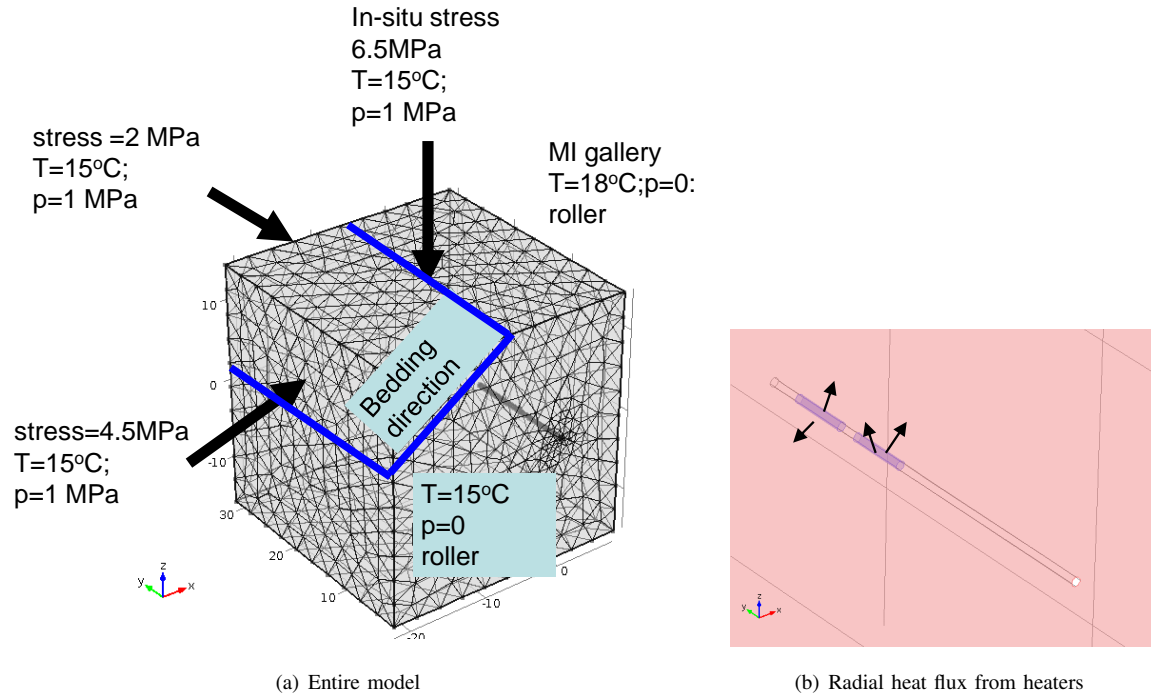 In-situ stress
6.5MPa
T=15°C;
p=1 MPa
stress =2 MPa
T=15°C;
p=1 MPa
MI gallery
T=18°C;p=0:
roller
10
0
-10
Bedding
direction
stress=4.5MPa
T=15°C;
p=1 MPa
T=15°C
p=0
roller
30
20
10
0
-10
-20
z
y
x
z
y
x
(a) Entire model
(b) Radial heat flux from heaters